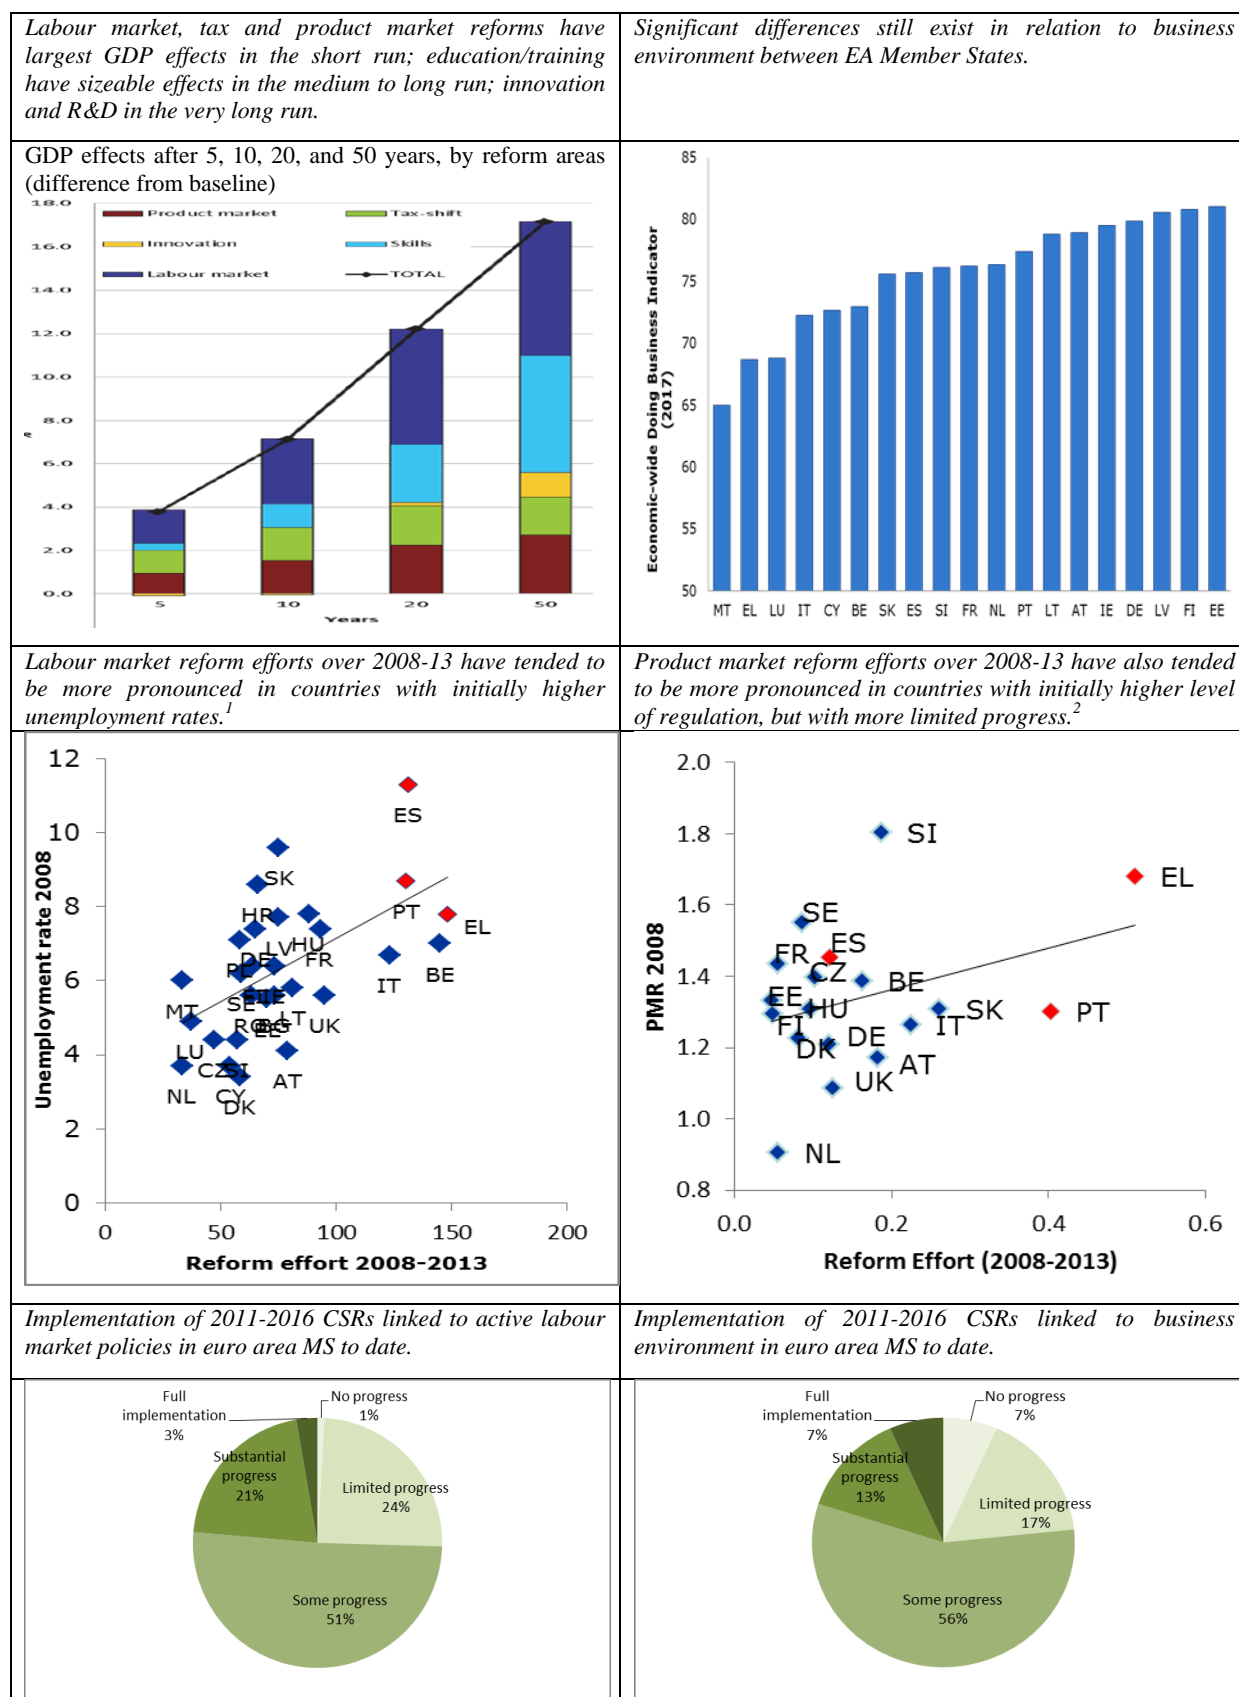 Labour market, tax and product market reforms have
largest GDP effects in the short run; education/training
have sizeable effects in the medium to long run; innovation
and R&D in the very long run.
Significant differences still exist in relation to business
environment between EA Member States.
GDP effects after 5, 10, 20, and 50 years, by reform areas
(difference from baseline)
18.0
16.0
14.0
12.0
10.0
8.0
6.0
4.0
2.0
0.0
Product market
Tax-shift
Innovation
Skills
Labour market
TOTAL
5
10
20
50
Years
85
80
75
70
65
60
55
50
Economic-wide Doing Business Indicator
(2017)
MT EL LU IT CY BE SK ES SI FR NL PT LT AT IE DE LV FI EE
Labour market reform efforts over 2008-13 have tended to
be more pronounced in countries with initially higher
unemployment rates.1
Product market reform efforts over 2008-13 have also tended
to be more pronounced in countries with initially higher level
of regulation, but with more limited progress.2
12
10
8
6
4
2
0
Unemployment rate 2008
ES
SK
HR
PT
EL
LV
HU
FR
DE
PL
IT
BE
MT
SE
LT
UK
RO
BG
EE
LU
CZ
SI
AT
NL
CY
DK
0
50
100
150
200
Reform effort 2008-2013
2.0
1.8
1.6
1.4
1.2
1.0
0.8
PMR 2008
SI
EL
SE
ES
FR
CZ
BE
EE
HU
SK
PT
FI
IT
DK
DE
AT
UK
NL
0.0
0.2
0.4
0.6
Reform Effort (2008-2013)
Implementation of 2011-2016 CSRs linked to active labour
market policies in euro area MS to date.
Implementation of 2011-2016 CSRs linked to business
environment in euro area MS to date.
Full
implementation
3%
No progress
1%
Substantial
progress
21%
Limited progress
24%
Some progress
51%
Full
implementation
7%
No progress
7%
Substantial
progress
13%
Limited progress
17%
Some progress
56%